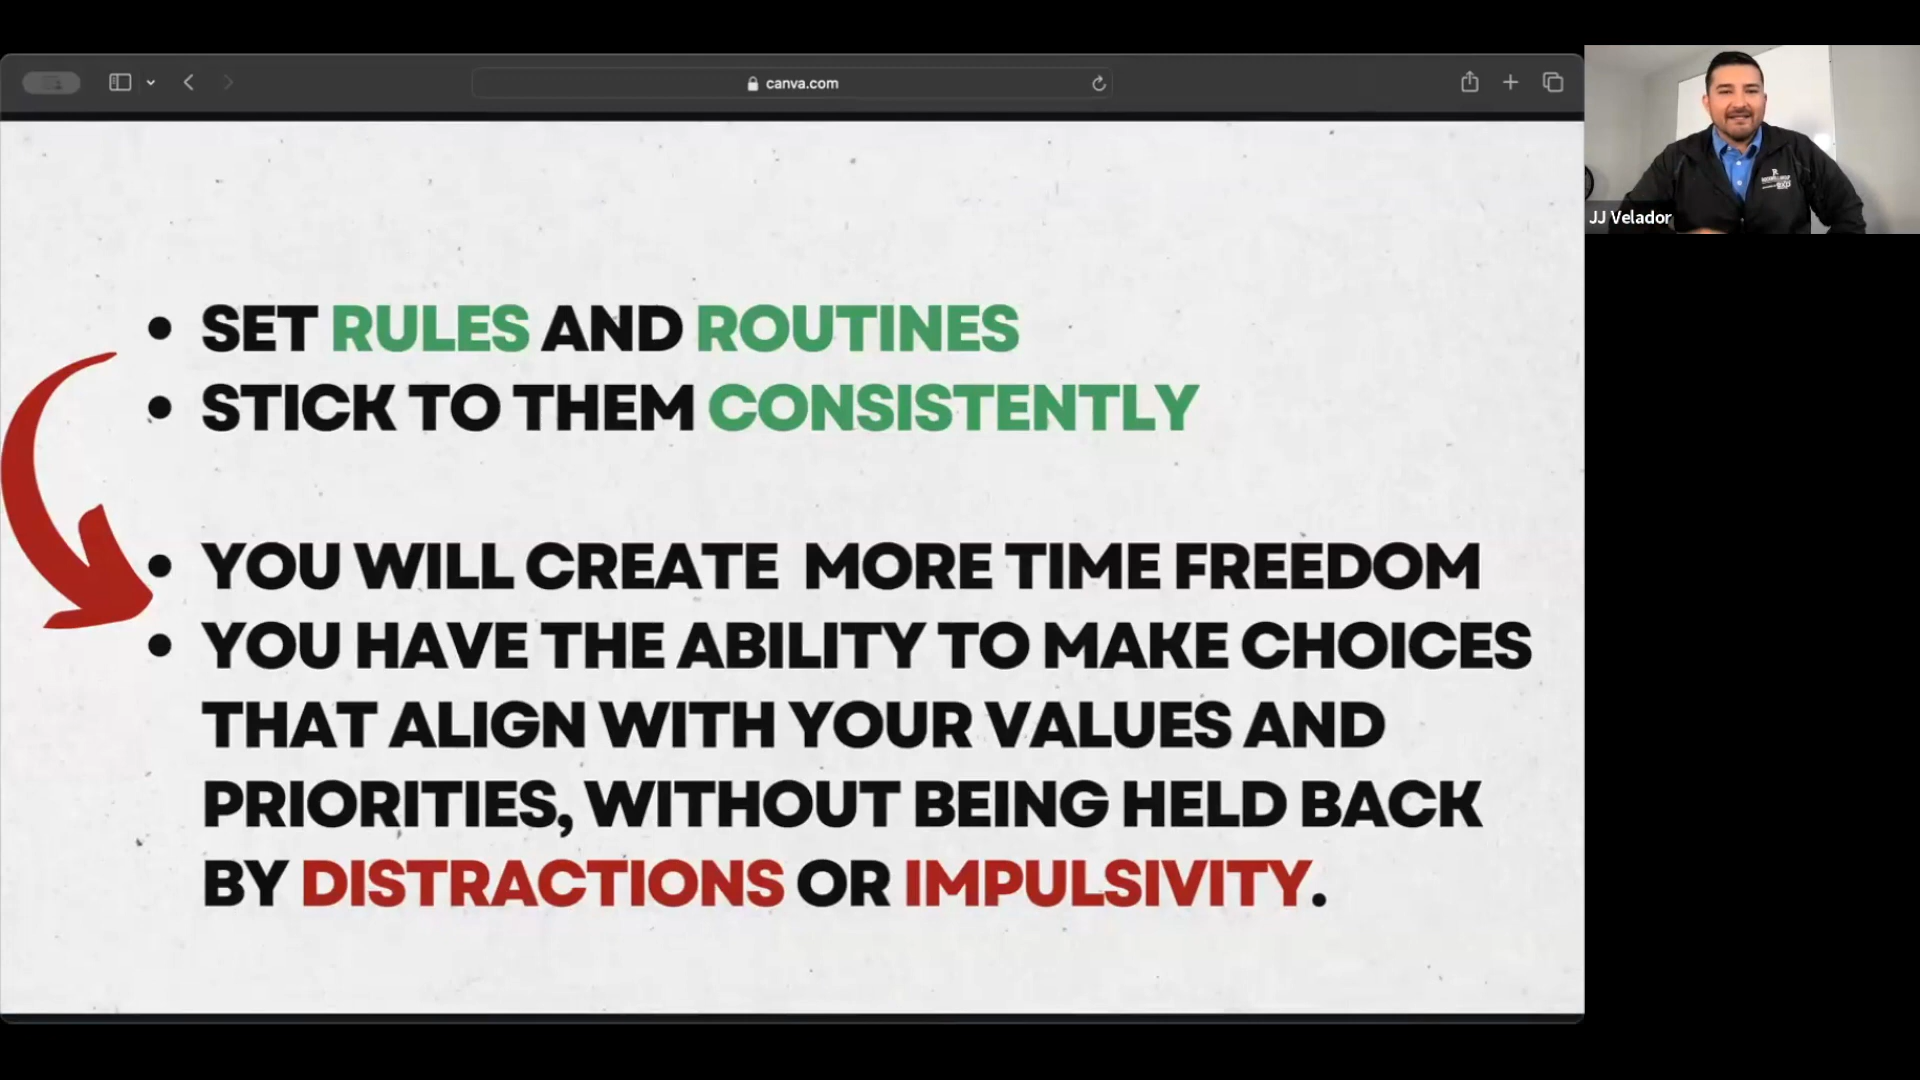 canva.com
JJ Velador
SET RULES AND ROUTINES
STICK TO THEM CONSISTENTLY
YOU WILL CREATE MORE TIME FREEDOM
YOU HAVE THE ABILITY TO MAKE CHOICES
THAT ALIGN WITH YOUR VALUES AND
PRIORITIES, WITHOUT BEING HELD BACK
BY DISTRACTIONS OR IMPULSIVITY.